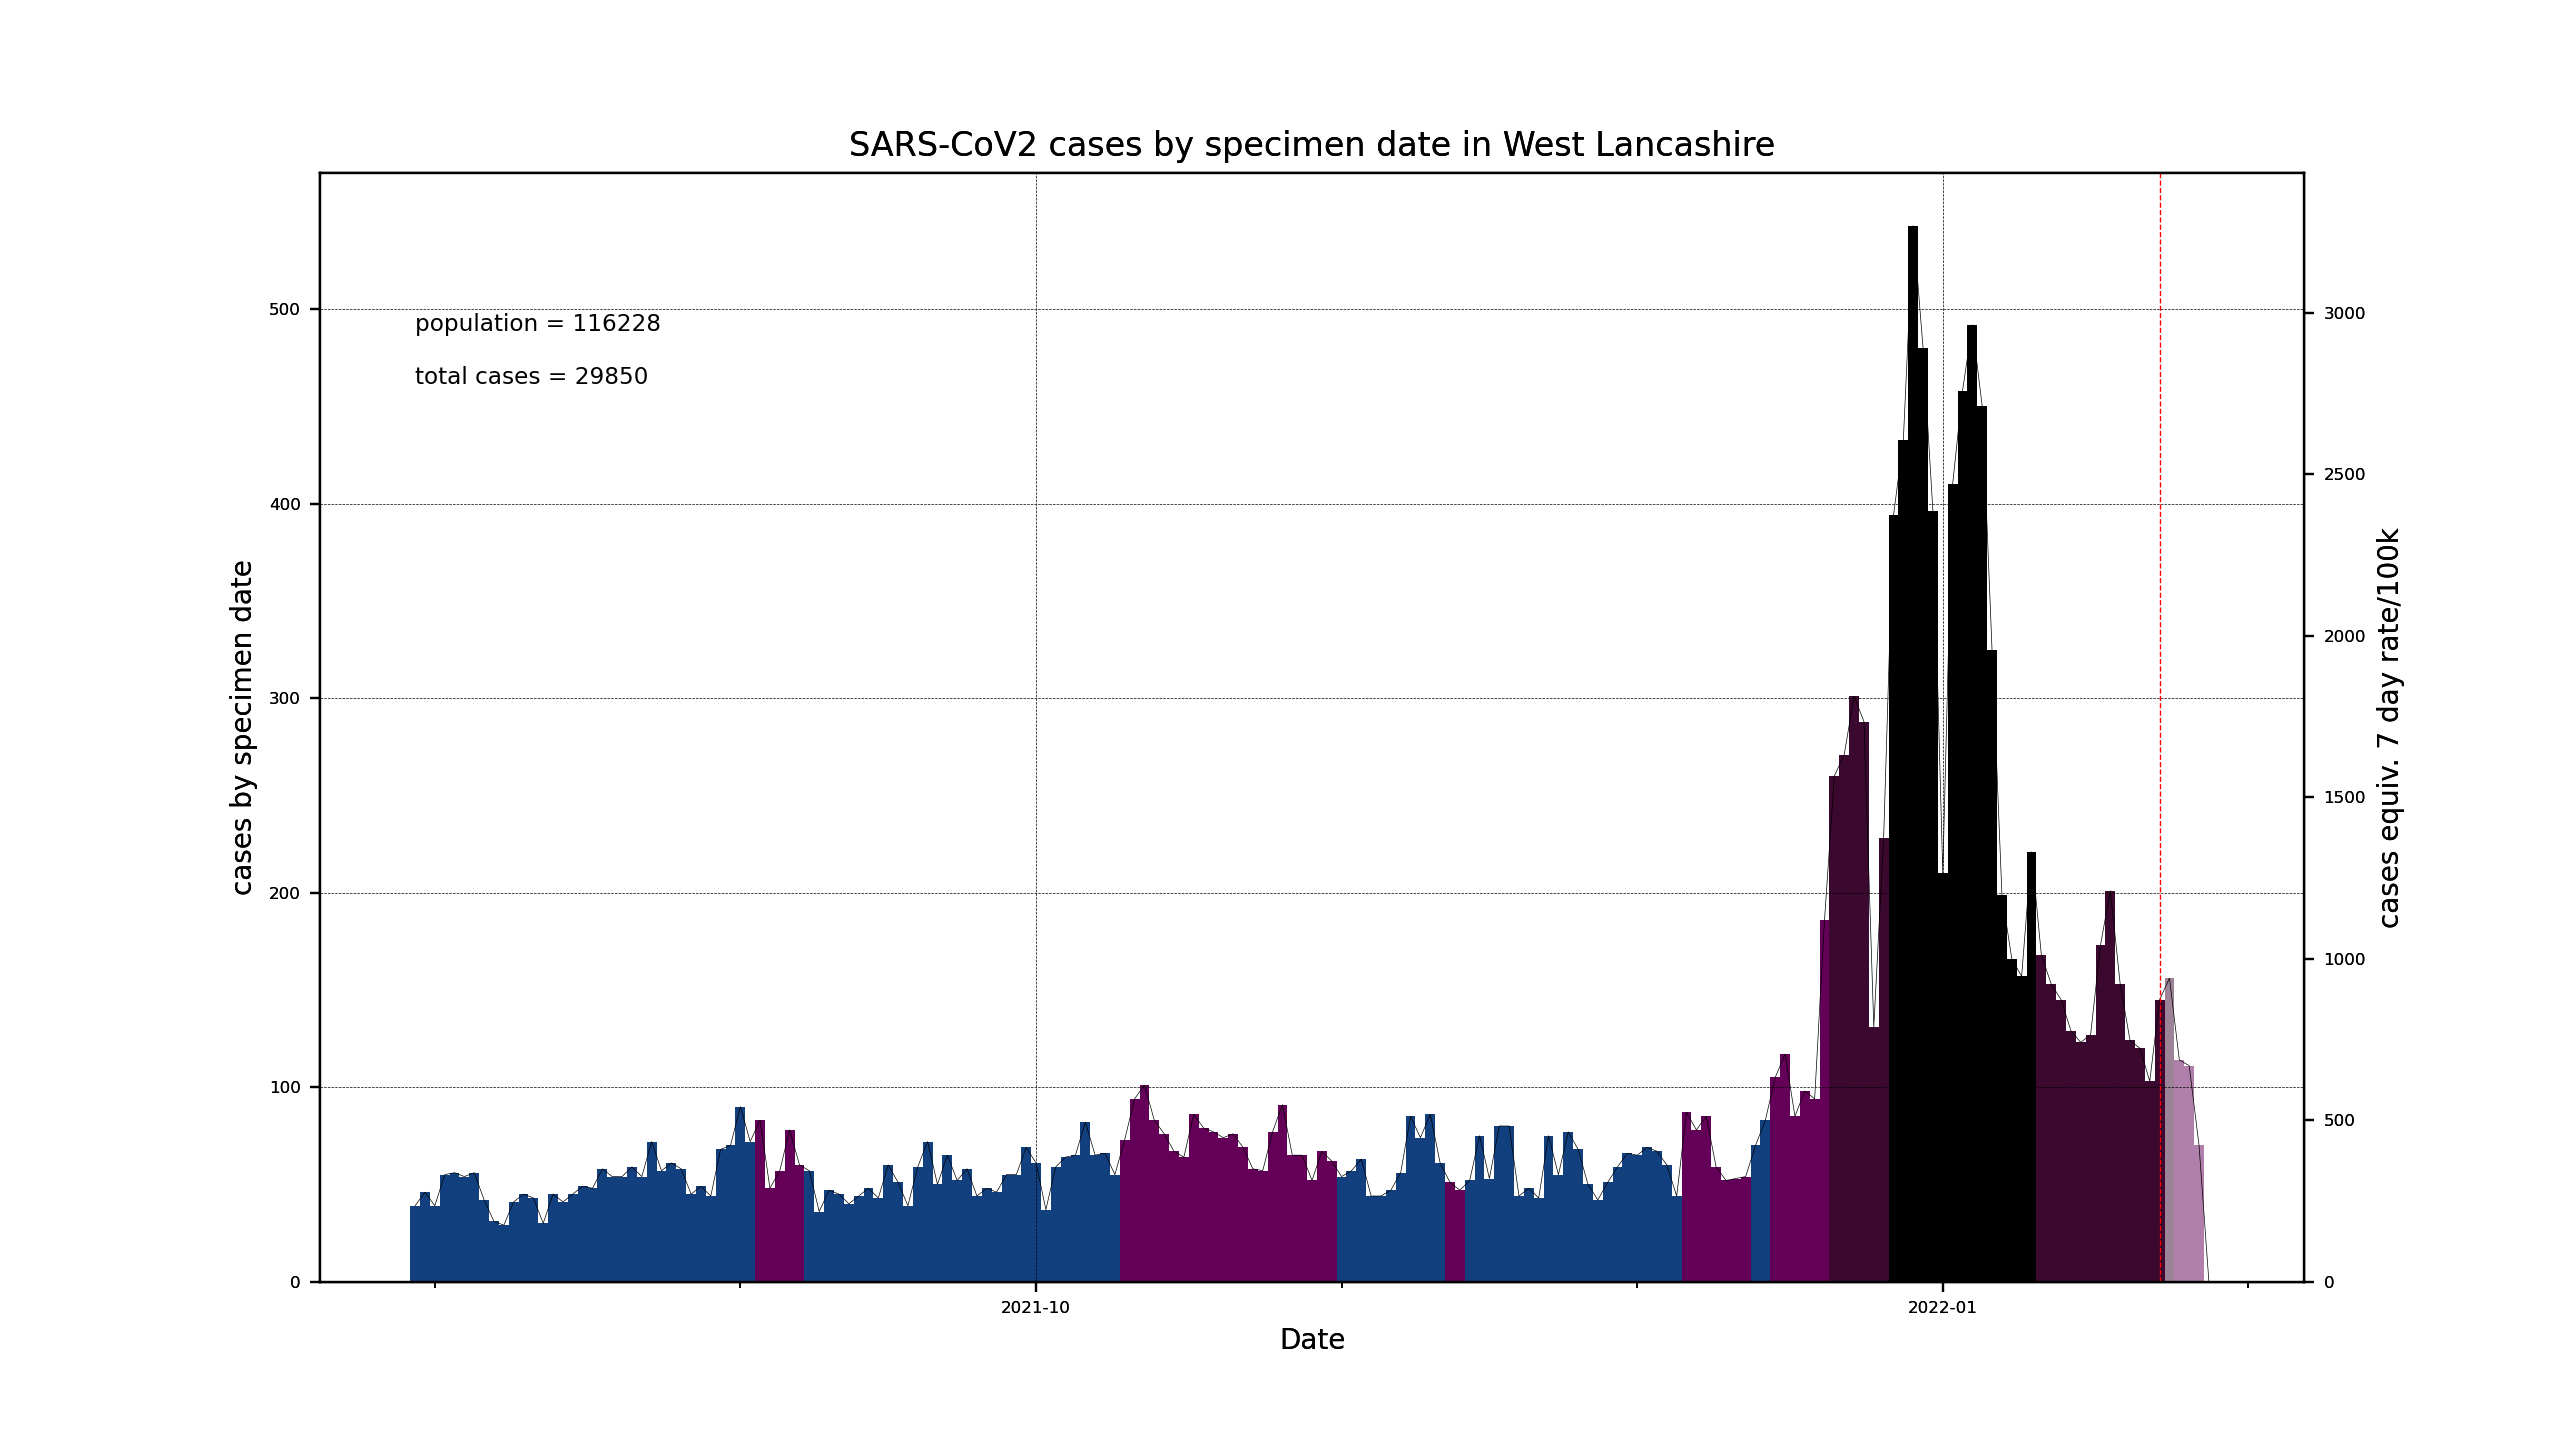 SARS-CoV2 cases by specimen date in West Lancashire
population = 116228
total cases = 29850
cases by specimen date
500
400
300
200
100
0
3000
2500
2000
1500
1000
500
0
cases equiv. 7 day rate/100k
2021-10
2022-01
Date